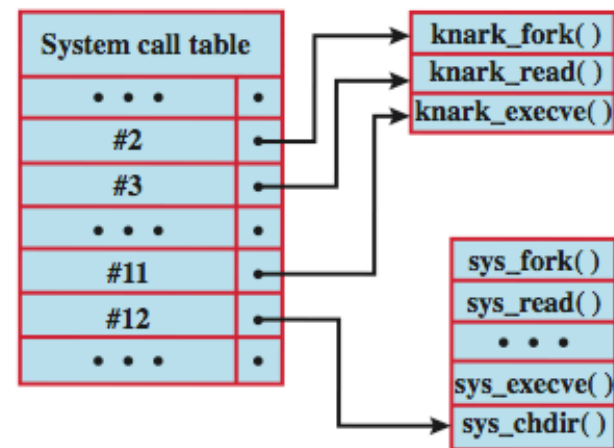 System call table
• • • •
#2 •
#3 •
• • • •
#11 •
#12 •
• • • •
knark_fork( )
knark_read( )
knark_execve( )
sys_fork( )
sys_read( )
• • •
sys_execve( )
sys_chdir( )